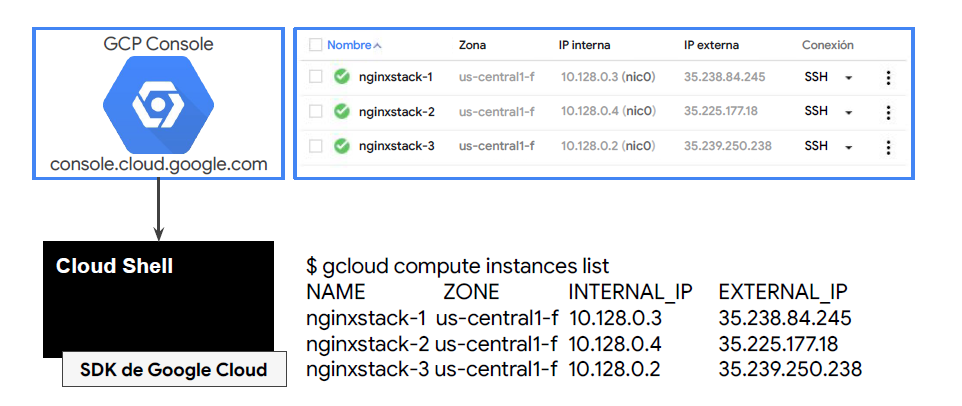 GCP Console
console.cloud.google.com
Nombre Zona IP interna IP externa Conexión
nginxstack-1 us-central1-f 10.128.0.3 (nic0) 35.238.84.245 SSH
nginxstack-2 us-central1-f 10.128.0.4 (nic0) 35.225.177.18 SSH
nginxstack-3 us-central1-f 10.128.0.2 (nic0) 35.239.250.238 SSH
Cloud Shell
SDK de Google Cloud
$ gcloud compute instances list
NAME ZONE INTERNAL_IP EXTERNAL_IP
nginxstack-1 us-central1-f 10.128.0.3 35.238.84.245
nginxstack-2 us-central1-f 10.128.0.4 35.225.177.18
nginxstack-3 us-central1-f 10.128.0.2 35.239.250.238